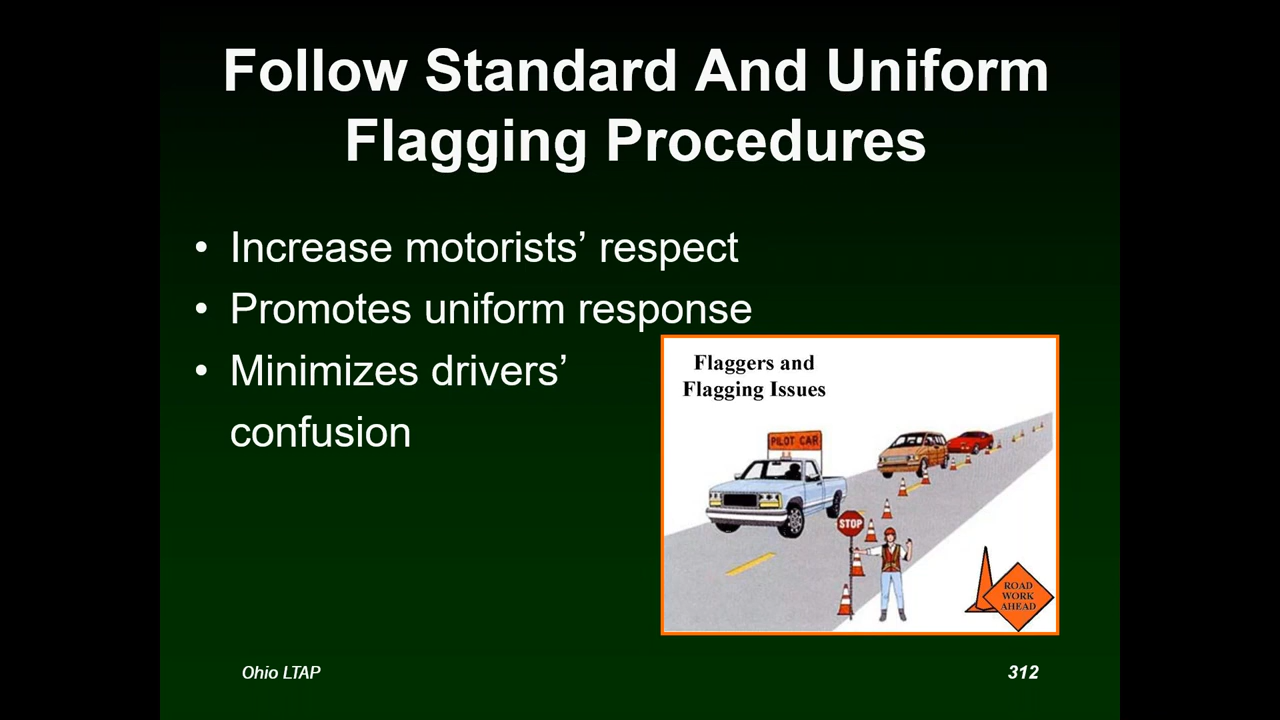 Follow Standard And Uniform
Flagging Procedures
• Increase motorists’ respect
• Promotes uniform response
• Minimizes drivers’
confusion
Flaggers and
Flagging Issues
PILOT CAR
STOP
ROAD
WORK
AHEAD
Ohio LTAP
312